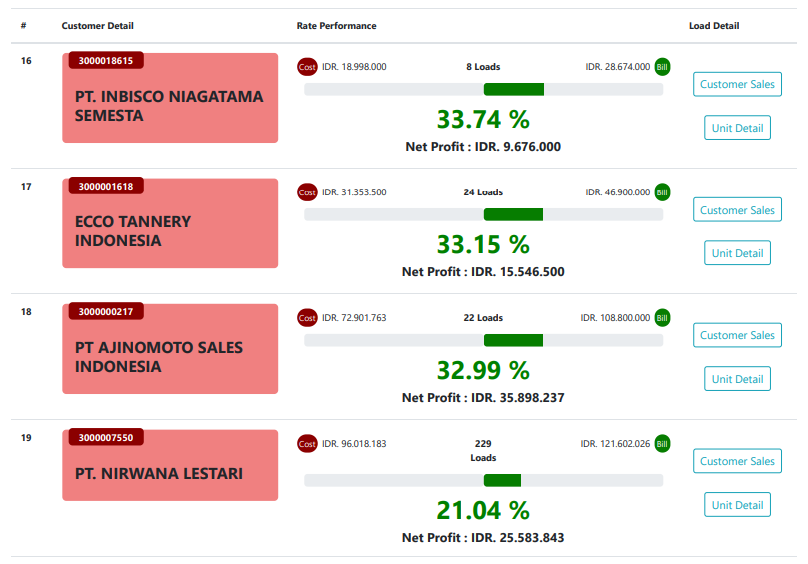 # Customer Detail Rate Performance Load Detail
16 3000018615 Cost IDR. 18.998.000 8 Loads IDR. 28.674.000 Bill
PT. INBISCO NIAGATAMA
SEMESTA
33.74 %
Net Profit : IDR. 9.676.000
Customer Sales
Unit Detail
17 3000001618 Cost IDR. 31.353.500 24 Loads IDR. 46.900.000 Bill
ECCO TANNERY
INDONESIA
33.15 %
Net Profit : IDR. 15.546.500
Customer Sales
Unit Detail
18 3000000217 Cost IDR. 72.901.763 22 Loads IDR. 108.800.000 Bill
PT AJINOMOTO SALES
INDONESIA
32.99 %
Net Profit : IDR. 35.898.237
Customer Sales
Unit Detail
19 3000007550 Cost IDR. 96.018.183 229 IDR. 121.602.026 Bill
Loads
PT. NIRWANA LESTARI
21.04 %
Net Profit : IDR. 25.583.843
Customer Sales
Unit Detail